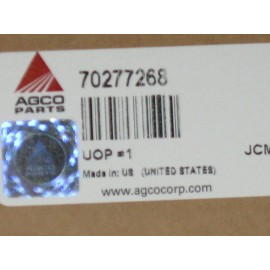 70277268
AGCO
PARTS
UOP #1
JCM
Made in: US (UNITED STATES)
www.agcocorp.com